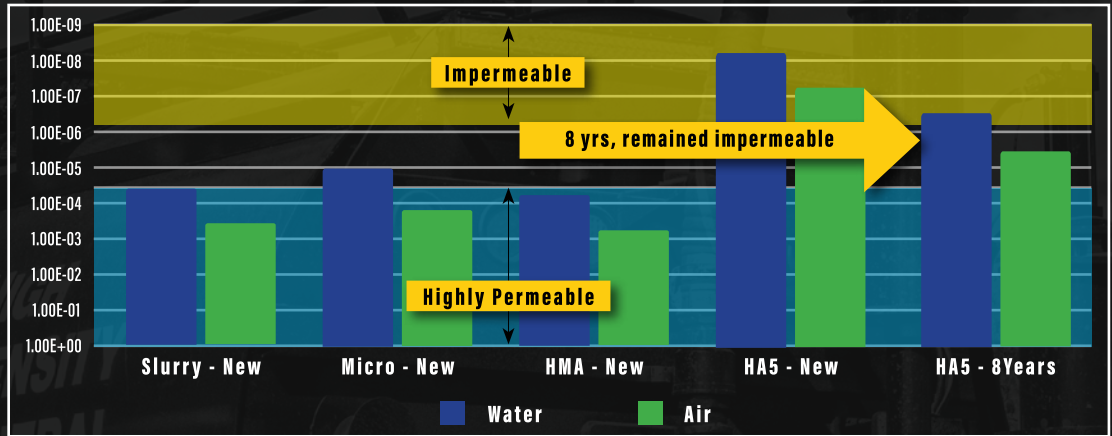 1.00E-09
1.00E-08
1.00E-07
1.00E-06
1.00E-05
1.00E-04
1.00E-03
1.00E-02
1.00E-01
1.00E+00
Impermeable
8 yrs, remained impermeable
Highly Permeable
Slurry - New
Micro - New
HMA - New
HA5 - New
HA5 - 8Years
Water
Air